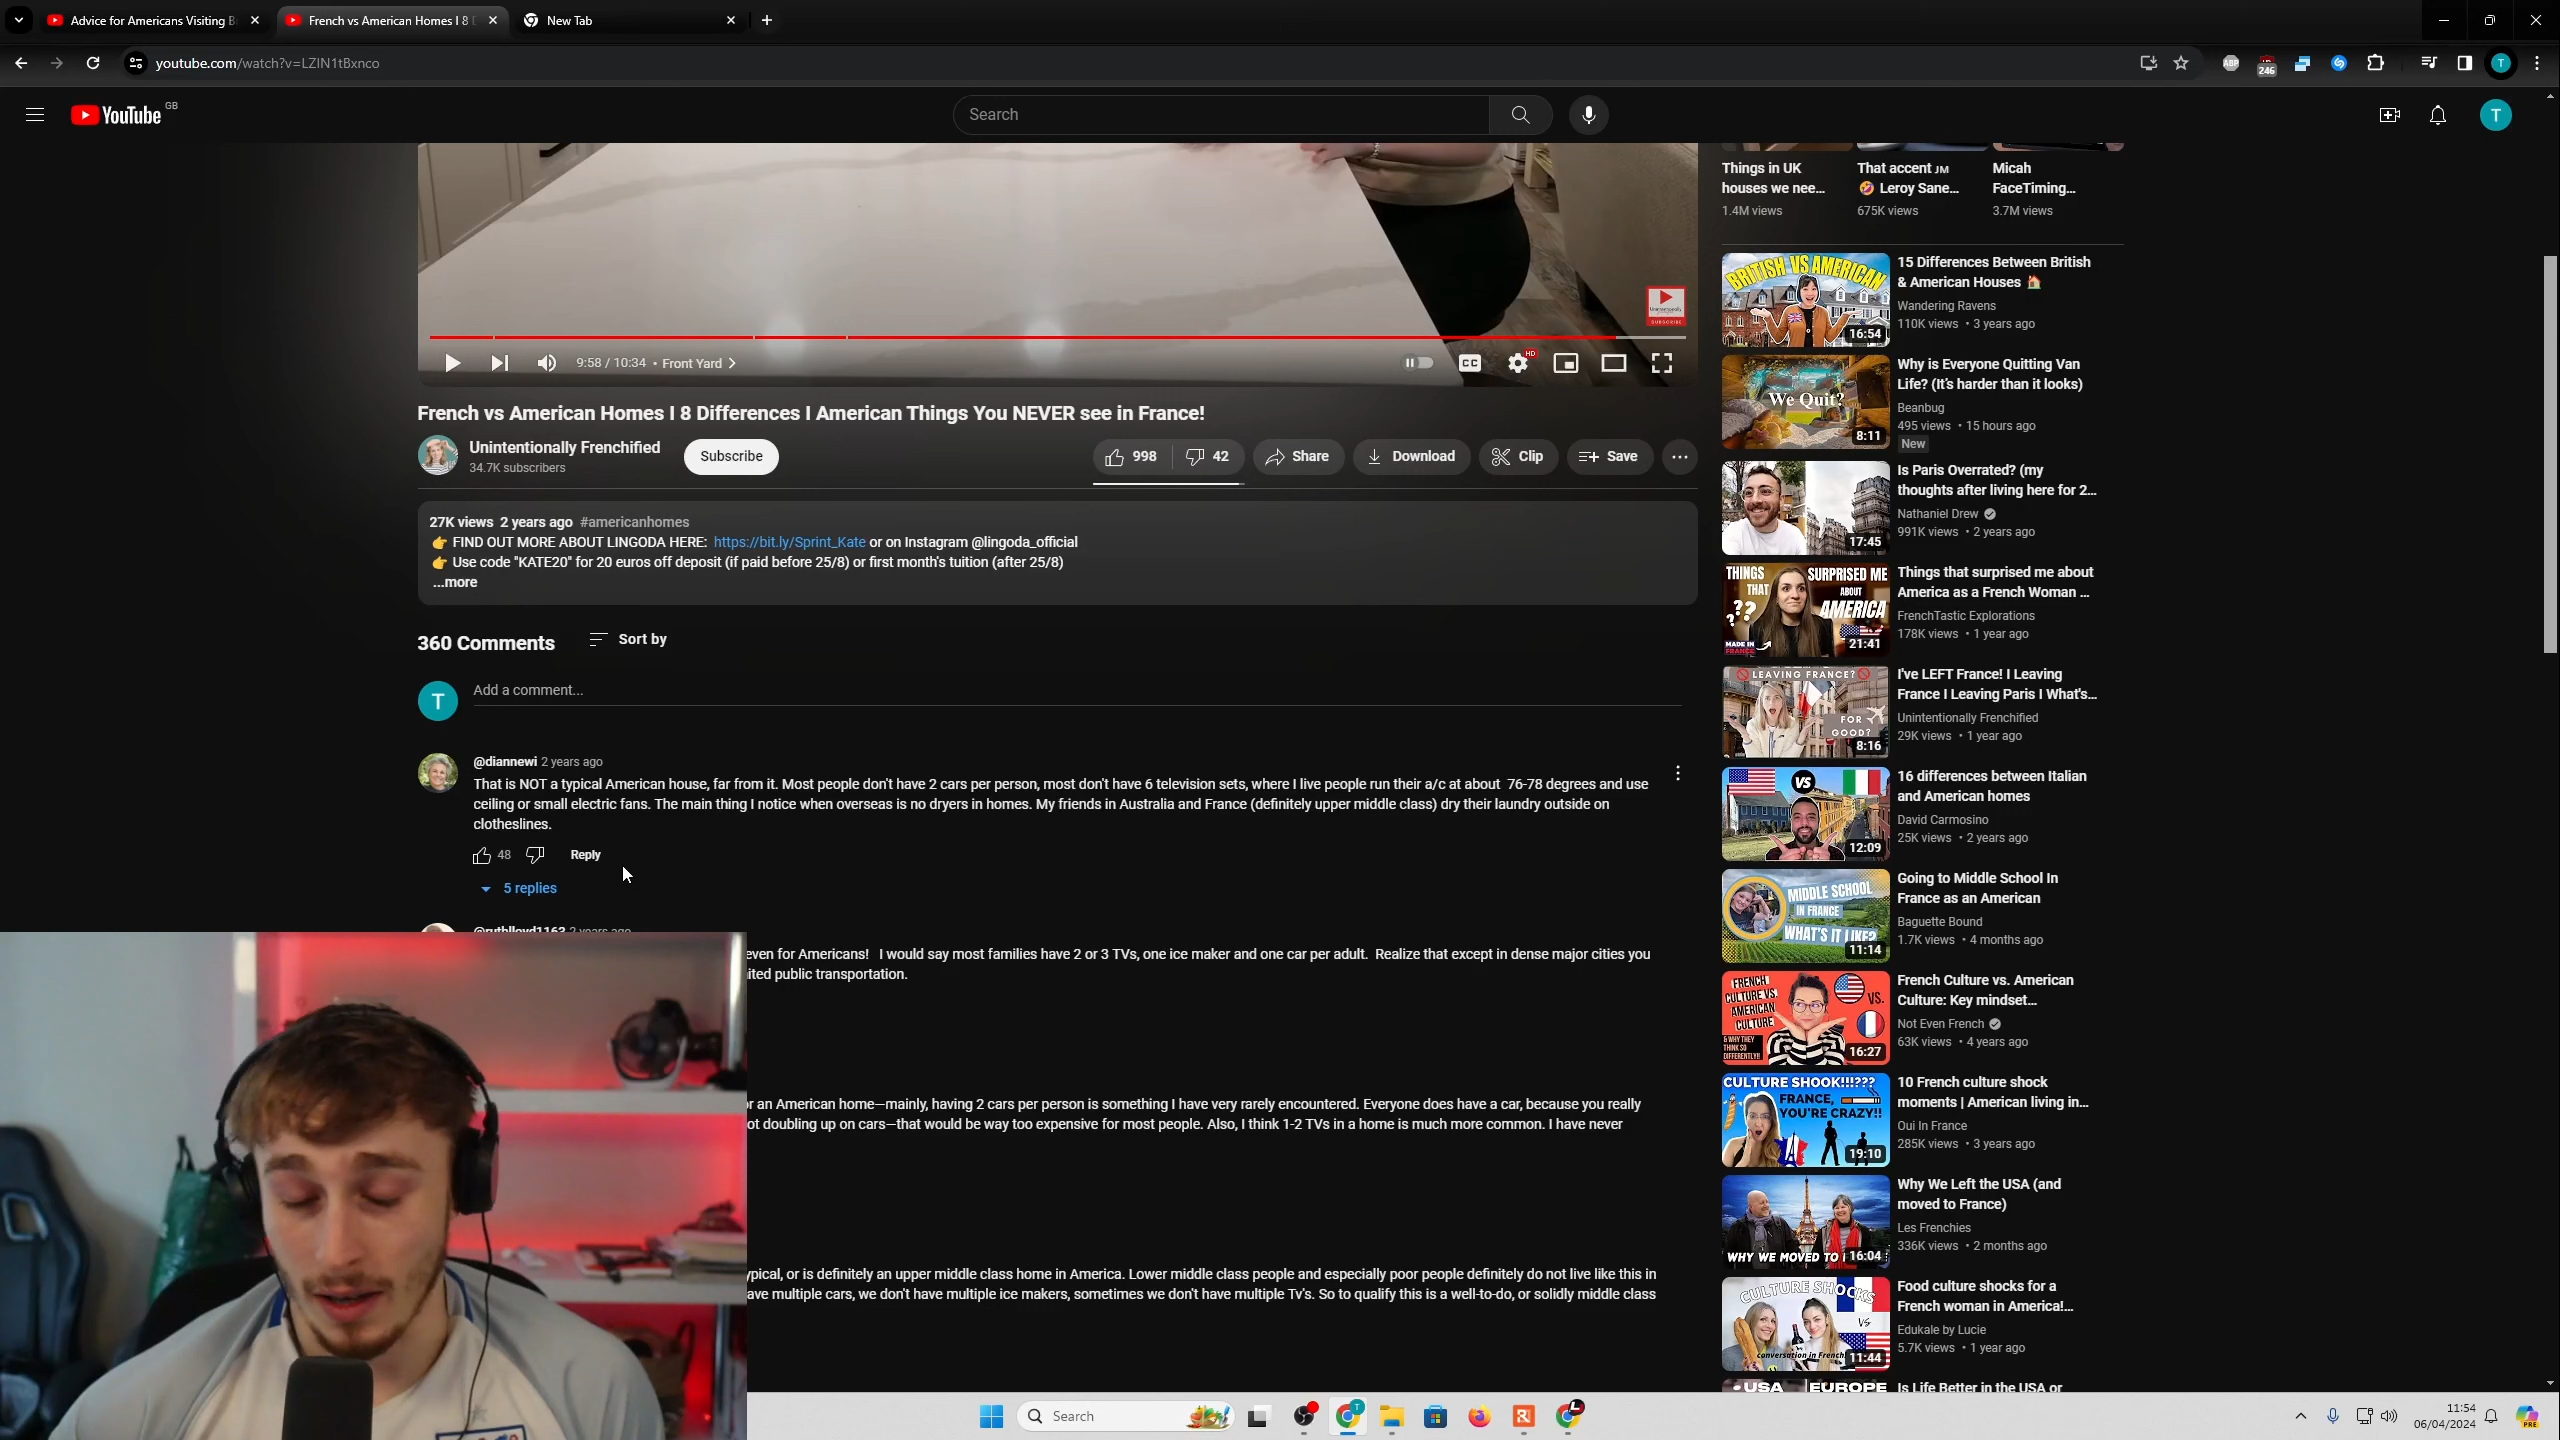 Advice for Americans Visiting B
French vs American Homes I 8 D
New Tab
youtube.com/watch?v=LZIN1tBxnco
ABP
246
T
YouTube GB
Search
T
Things in UK
houses we nee...
1.4M views
That accent JM
🤣 Leroy Sane...
675K views
Micah
FaceTiming...
3.7M views
SUBSCRIBE
9:58 / 10:34 • Front Yard
CC
HD
French vs American Homes I 8 Differences I American Things You NEVER see in France!
Unintentionally Frenchified
34.7K subscribers
Subscribe
998
42
Share
Download
Clip
Save
27K views 2 years ago #americanhomes
👉 FIND OUT MORE ABOUT LINGODA HERE: https://bit.ly/Sprint_Kate or on Instagram @lingoda_official
👉 Use code "KATE20" for 20 euros off deposit (if paid before 25/8) or first month's tuition (after 25/8)
...more
360 Comments
Sort by
T
Add a comment...
@diannewi 2 years ago
That is NOT a typical American house, far from it. Most people don't have 2 cars per person, most don't have 6 television sets, where I live people run their a/c at about 76-78 degrees and use
ceiling or small electric fans. The main thing I notice when overseas is no dryers in homes. My friends in Australia and France (definitely upper middle class) dry their laundry outside on
clotheslines.
48
Reply
5 replies
@ruthlloyd1163 2 years ago
even for Americans! I would say most families have 2 or 3 TVs, one ice maker and one car per adult. Realize that except in dense major cities you
ited public transportation.
or an American home—mainly, having 2 cars per person is something I have very rarely encountered. Everyone does have a car, because you really
ot doubling up on cars—that would be way too expensive for most people. Also, I think 1-2 TVs in a home is much more common. I have never
ypical, or is definitely an upper middle class home in America. Lower middle class people and especially poor people definitely do not live like this in
ave multiple cars, we don't have multiple ice makers, sometimes we don't have multiple Tv's. So to qualify this is a well-to-do, or solidly middle class
BRITISH VS AMERICAN
16:54
15 Differences Between British
& American Houses 🏠
Wandering Ravens
110K views • 3 years ago
We Quit?
8:11
Why is Everyone Quitting Van
Life? (It's harder than it looks)
Beanbug
495 views • 15 hours ago
New
17:45
Is Paris Overrated? (my
thoughts after living here for 2...
Nathaniel Drew
991K views • 2 years ago
THINGS THAT
SURPRISED ME
ABOUT
AMERICA
??
MADE IN FRANCE
21:41
Things that surprised me about
America as a French Woman ...
FrenchTastic Explorations
178K views • 1 year ago
LEAVING FRANCE?
FOR GOOD?
8:16
I've LEFT France! I Leaving
France I Leaving Paris I What's...
Unintentionally Frenchified
29K views • 1 year ago
VS
12:09
16 differences between Italian
and American homes
David Carmosino
25K views • 2 years ago
MIDDLE SCHOOL
IN FRANCE
WHAT'S IT LIKE?
11:14
Going to Middle School In
France as an American
Baguette Bound
1.7K views • 4 months ago
FRENCH
CULTURE VS.
AMERICAN
CULTURE
& WHY THEY
THINK SO
DIFFERENTLY!!
VS.
16:27
French Culture vs. American
Culture: Key mindset...
Not Even French
63K views • 4 years ago
CULTURE SHOOK!!!???
FRANCE,
YOU'RE CRAZY!!
19:10
10 French culture shock
moments | American living in...
Oui In France
285K views • 3 years ago
WHY WE MOVED TO
16:04
Why We Left the USA (and
moved to France)
Les Frenchies
336K views • 2 months ago
CULTURE SHOCKS
VS
conversation in French!
11:44
Food culture shocks for a
French woman in America!...
Edukale by Lucie
5.7K views • 1 year ago
USA EUROPE
Is Life Better in the USA or
Search
11:54
06/04/2024
PRE